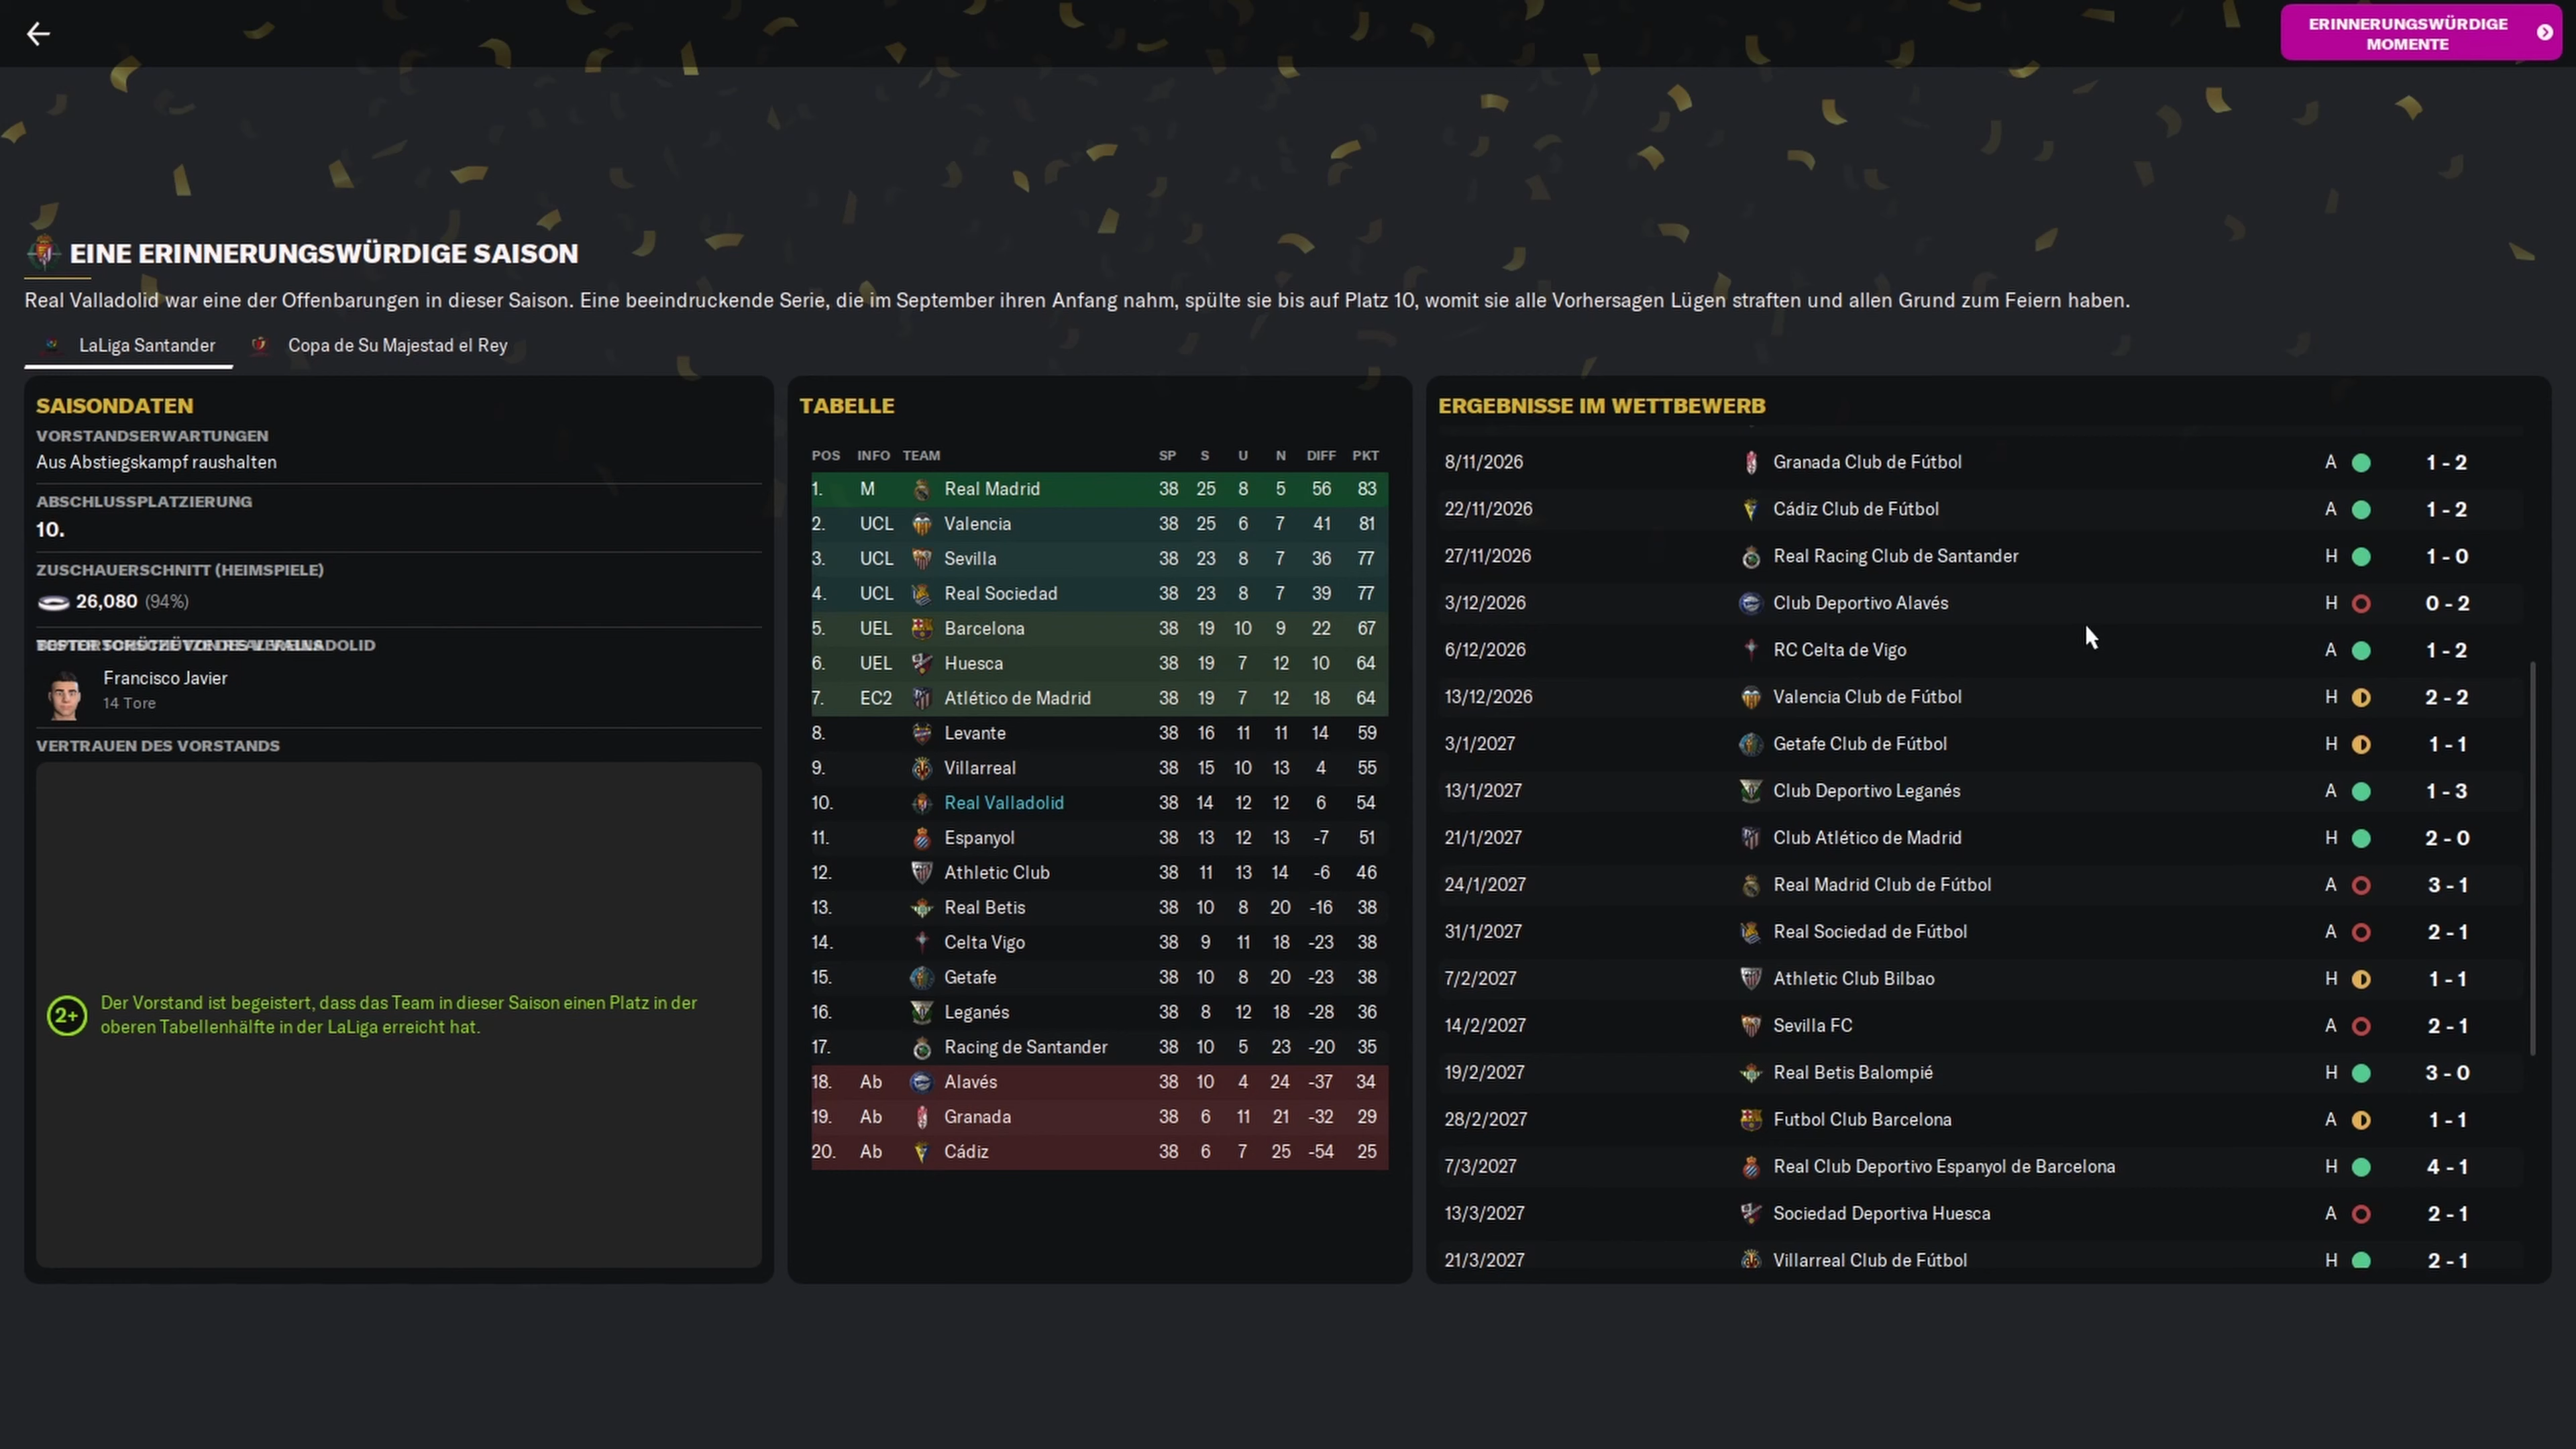 ERINNERUNGSWÜRDIGE
MOMENTE
EINE ERINNERUNGSWÜRDIGE SAISON
Real Valladolid war eine der Offenbarungen in dieser Saison. Eine beeindruckende Serie, die im September ihren Anfang nahm, spülte sie bis auf Platz 10, womit sie alle Vorhersagen Lügen straften und allen Grund zum Feiern haben.
LaLiga Santander Copa de Su Majestad el Rey
SAISONDATEN
VORSTANDSERWARTUNGEN
Aus Abstiegskampf raushalten
ABSCHLUSSPLATZIERUNG
10.
ZUSCHAUERSCHNITT (HEIMSPIELE)
26,080 (94%)
Francisco Javier
14 Tore
VERTRAUEN DES VORSTANDS
2+
Der Vorstand ist begeistert, dass das Team in dieser Saison einen Platz in der
oberen Tabellenhälfte in der LaLiga erreicht hat.
TABELLE
POS INFO TEAM SP S U N DIFF PKT
1. M Real Madrid 38 25 8 5 56 83
2. UCL Valencia 38 25 6 7 41 81
3. UCL Sevilla 38 23 8 7 36 77
4. UCL Real Sociedad 38 23 8 7 39 77
5. UEL Barcelona 38 19 10 9 22 67
6. UEL Huesca 38 19 7 12 10 64
7. EC2 Atlético de Madrid 38 19 7 12 18 64
8. Levante 38 16 11 11 14 59
9. Villarreal 38 15 10 13 4 55
10. Real Valladolid 38 14 12 12 6 54
11. Espanyol 38 13 12 13 -7 51
12. Athletic Club 38 11 13 14 -6 46
13. Real Betis 38 10 8 20 -16 38
14. Celta Vigo 38 9 11 18 -23 38
15. Getafe 38 10 8 20 -23 38
16. Leganés 38 8 12 18 -28 36
17. Racing de Santander 38 10 5 23 -20 35
18. Ab Alavés 38 10 4 24 -37 34
19. Ab Granada 38 6 11 21 -32 29
20. Ab Cádiz 38 6 7 25 -54 25
ERGEBNISSE IM WETTBEWERB
8/11/2026 Granada Club de Fútbol A 1 - 2
22/11/2026 Cádiz Club de Fútbol A 1 - 2
27/11/2026 Real Racing Club de Santander H 1 - 0
3/12/2026 Club Deportivo Alavés H 0 - 2
6/12/2026 RC Celta de Vigo A 1 - 2
13/12/2026 Valencia Club de Fútbol H 2 - 2
3/1/2027 Getafe Club de Fútbol H 1 - 1
13/1/2027 Club Deportivo Leganés A 1 - 3
21/1/2027 Club Atlético de Madrid H 2 - 0
24/1/2027 Real Madrid Club de Fútbol A 3 - 1
31/1/2027 Real Sociedad de Fútbol A 2 - 1
7/2/2027 Athletic Club Bilbao H 1 - 1
14/2/2027 Sevilla FC A 2 - 1
19/2/2027 Real Betis Balompié H 3 - 0
28/2/2027 Futbol Club Barcelona A 1 - 1
7/3/2027 Real Club Deportivo Espanyol de Barcelona H 4 - 1
13/3/2027 Sociedad Deportiva Huesca A 2 - 1
21/3/2027 Villarreal Club de Fútbol H 2 - 1